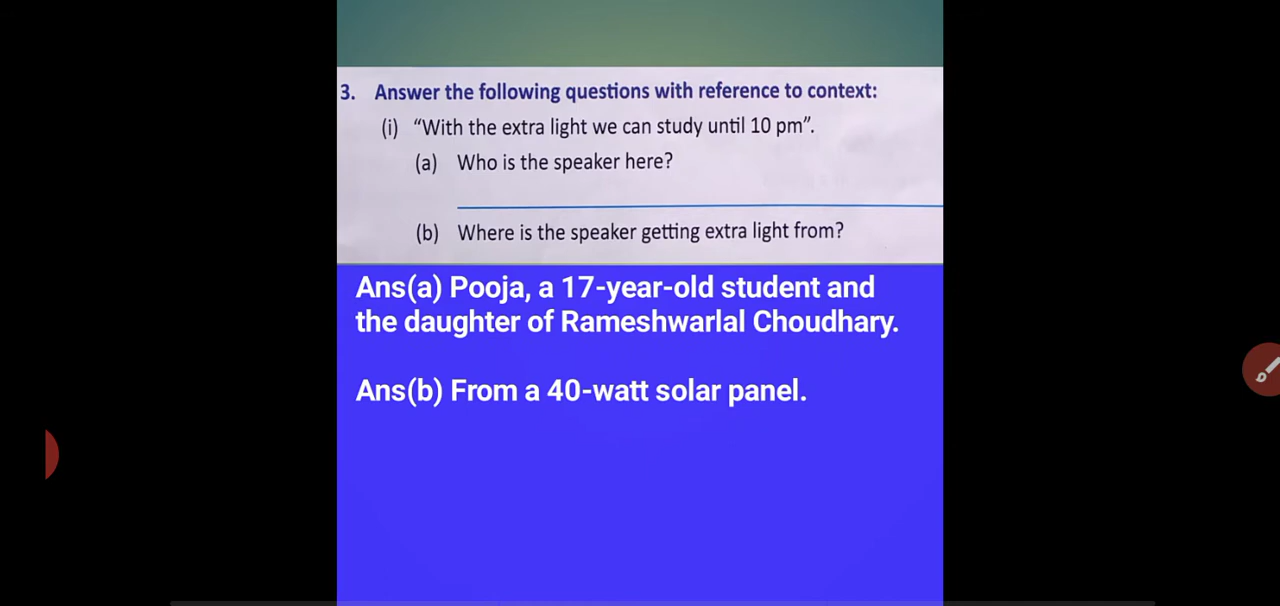 3. Answer the following questions with reference to context:
(i) “With the extra light we can study until 10 pm”.
(a) Who is the speaker here?
(b) Where is the speaker getting extra light from?
Ans(a) Pooja, a 17-year-old student and
the daughter of Rameshwarlal Choudhary.
Ans(b) From a 40-watt solar panel.